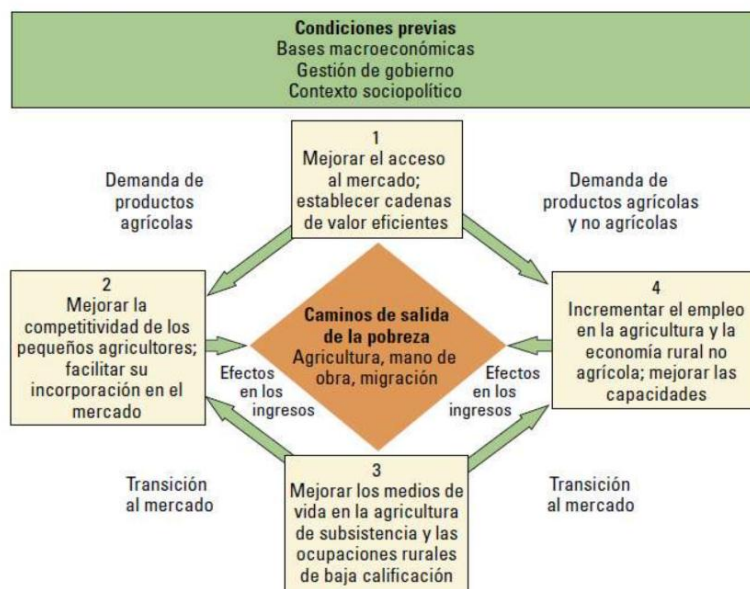 Condiciones previas
Bases macroeconómicas
Gestión de gobierno
Contexto sociopolítico
1
Mejorar el acceso
al mercado;
establecer cadenas
de valor eficientes
Demanda de
productos
agrícolas
Demanda de
productos agrícolas
y no agrícolas
2
Mejorar la
competitividad de los
pequeños agricultores;
facilitar su
incorporación en el
mercado
Caminos de salida
de la pobreza
Agricultura, mano de
obra, migración
4
Incrementar el empleo
en la agricultura y la
economía rural no
agrícola; mejorar las
capacidades
Efectos
en los
ingresos
Efectos
en los
ingresos
Transición
al mercado
3
Mejorar los medios de
vida en la agricultura
de subsistencia y las
ocupaciones rurales
de baja calificación
Transición
al mercado